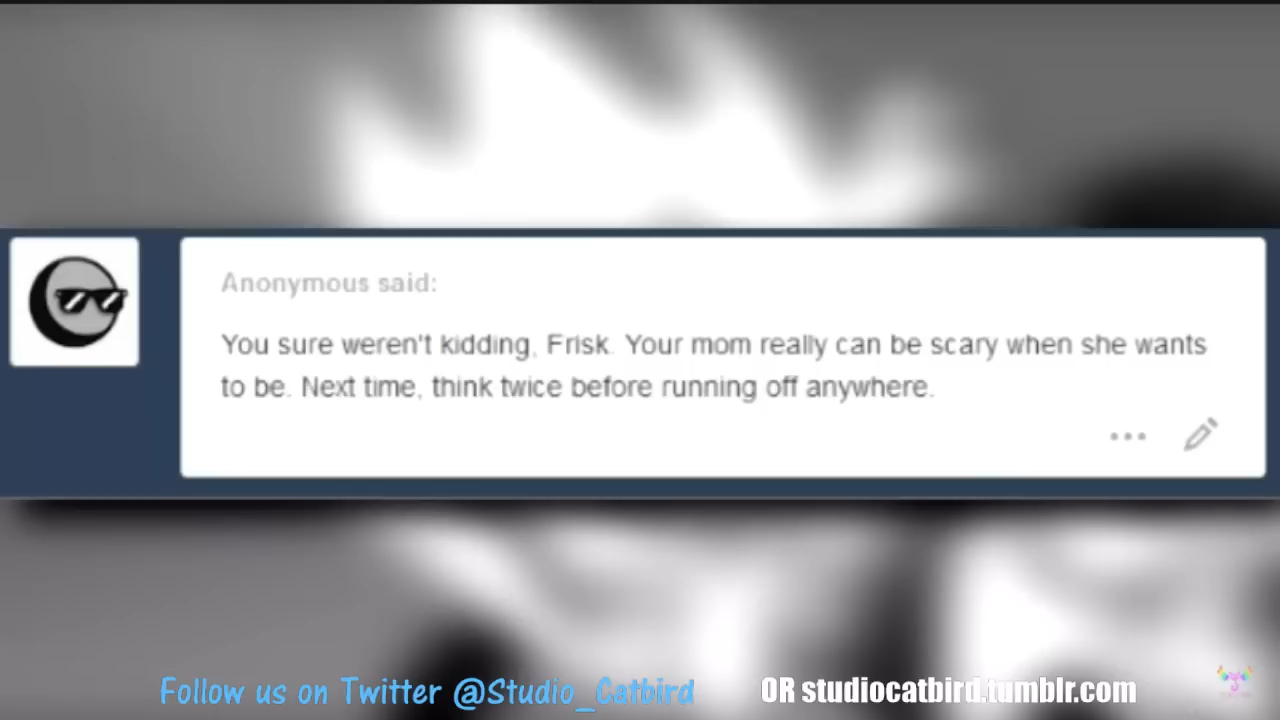 Anonymous said:
You sure weren't kidding, Frisk. Your mom really can be scary when she wants
to be. Next time, think twice before running off anywhere.
Follow us on Twitter @Studio_Catbird OR studiocatbird.tumblr.com